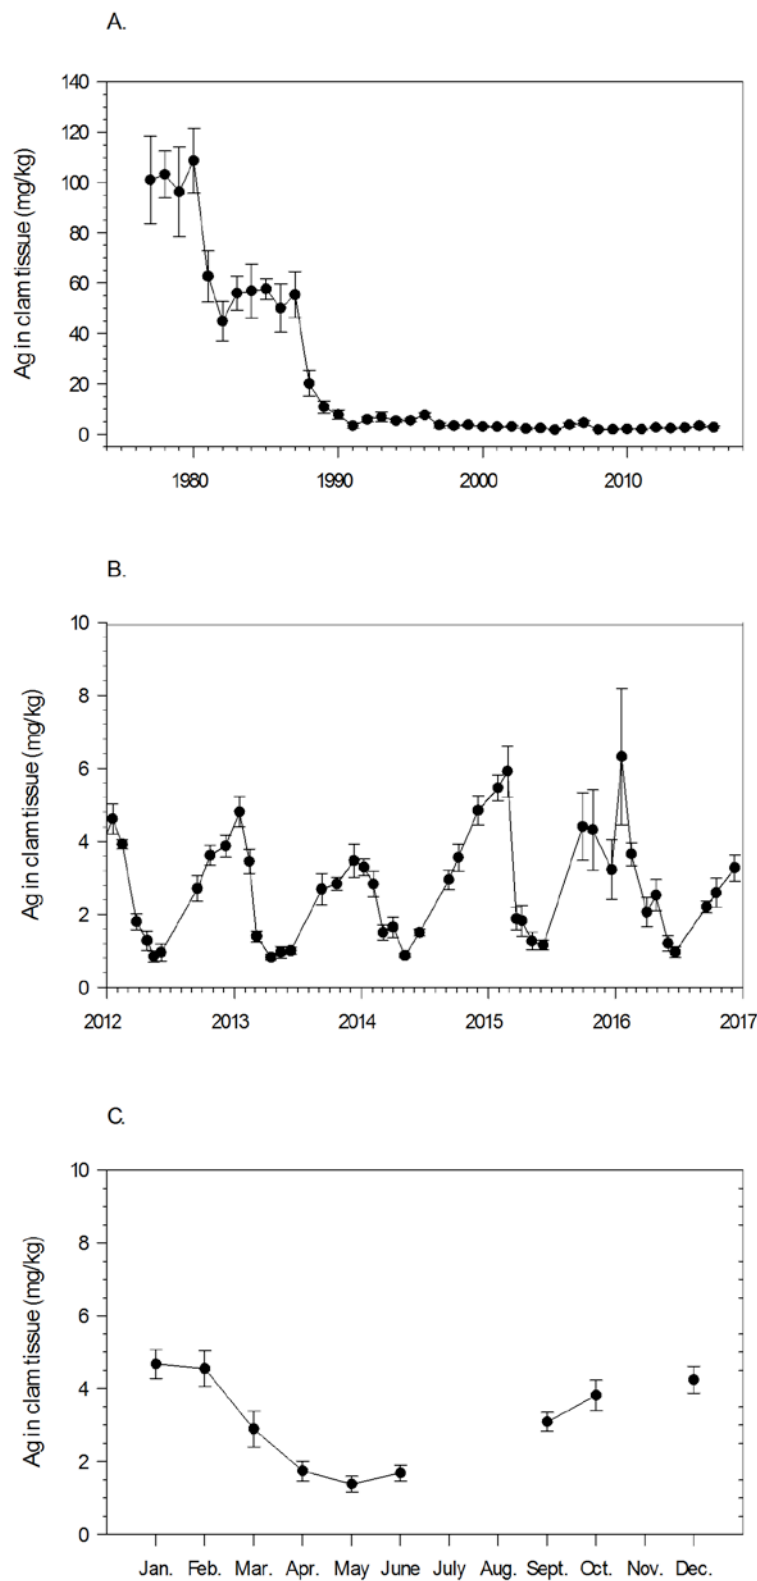 A.
Ag in clam tissue (mg/kg)
140
120
100
80
60
40
20
0
1980 1990 2000 2010
B.
Ag in clam tissue (mg/kg)
10
8
6
4
2
0
2012 2013 2014 2015 2016 2017
C.
Ag in clam tissue (mg/kg)
10
8
6
4
2
0
Jan. Feb. Mar. Apr. May June July Aug. Sept. Oct. Nov. Dec.